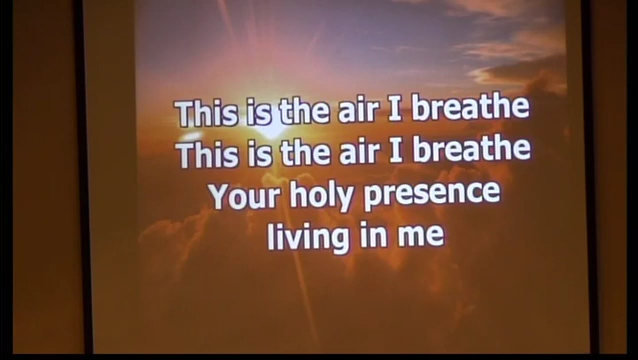 This is the air I breathe
This is the air I breathe
Your holy presence
living in me